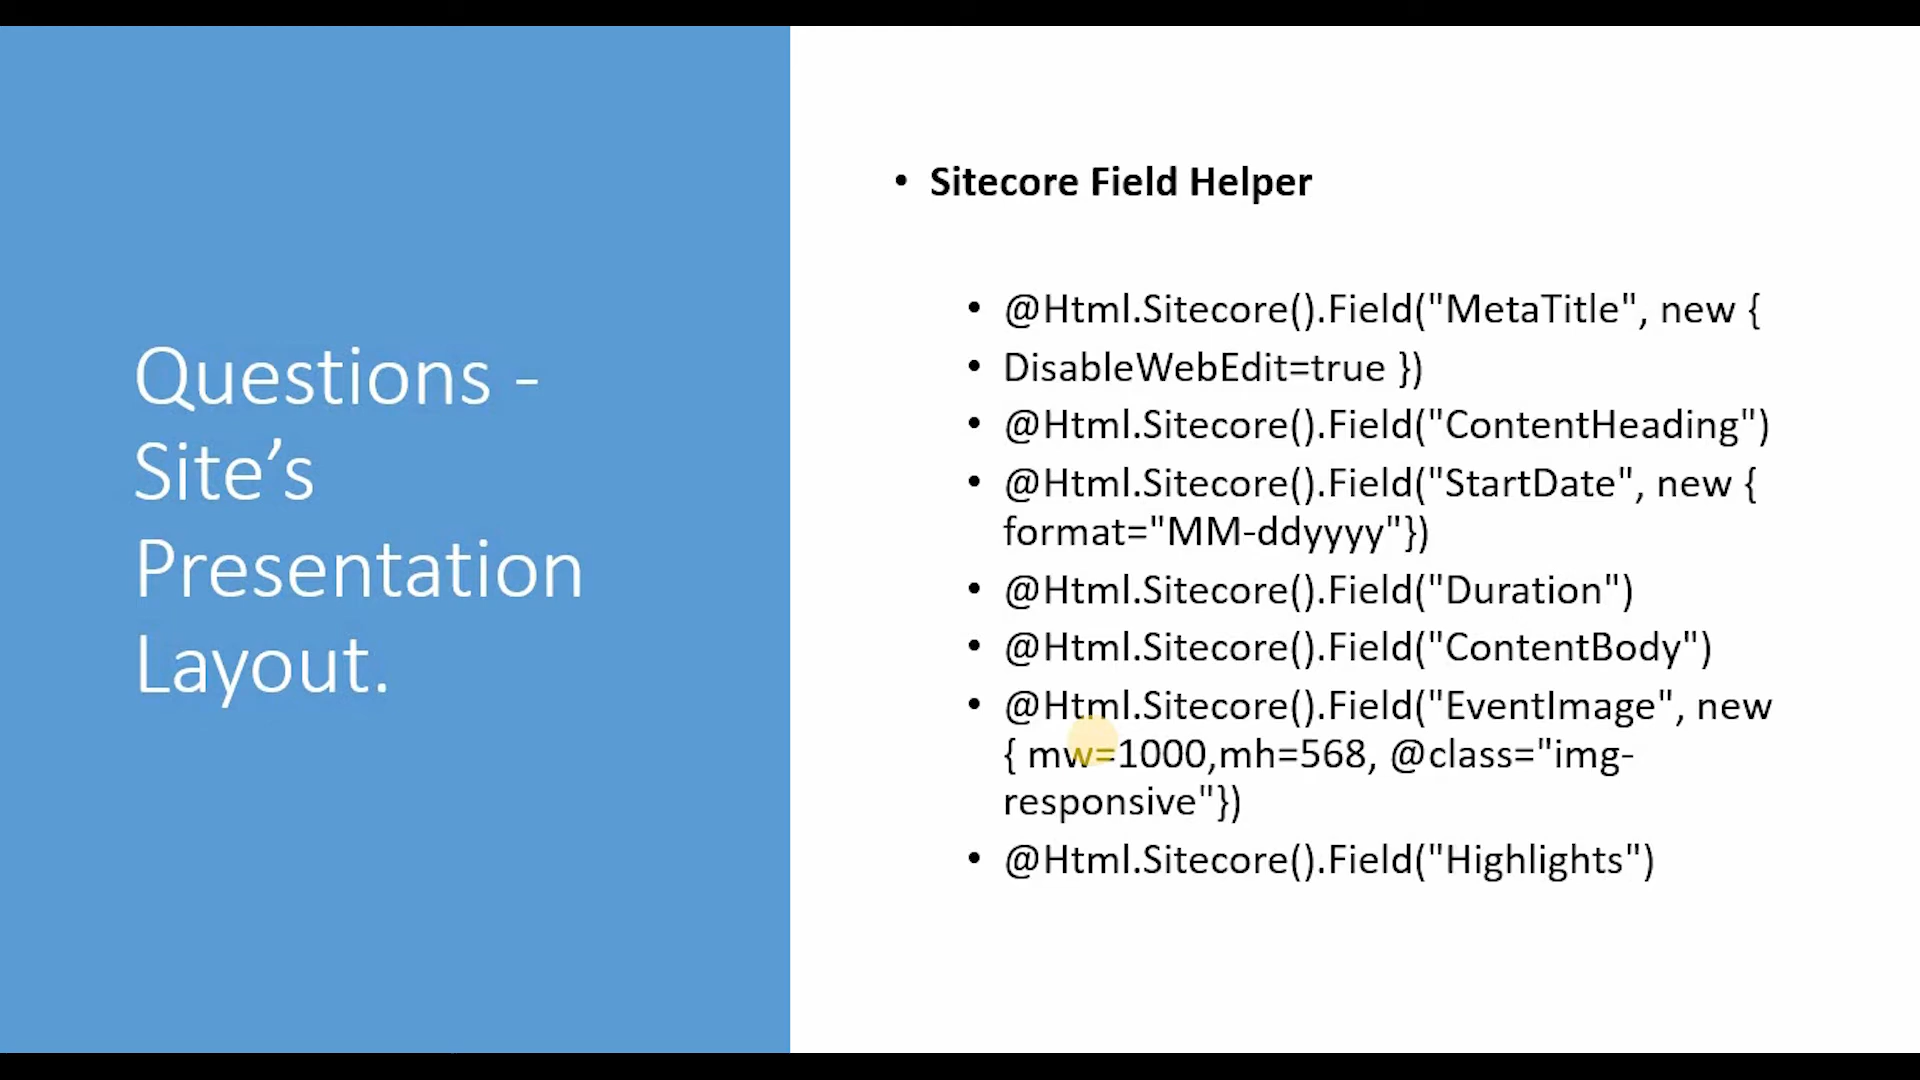 Questions -
Site’s
Presentation
Layout.
• Sitecore Field Helper
• @Html.Sitecore().Field("MetaTitle", new {
• DisableWebEdit=true })
• @Html.Sitecore().Field("ContentHeading")
• @Html.Sitecore().Field("StartDate", new {
format="MM-ddyyyy"})
• @Html.Sitecore().Field("Duration")
• @Html.Sitecore().Field("ContentBody")
• @Html.Sitecore().Field("EventImage", new
{ mw=1000,mh=568, @class="img-
responsive"})
• @Html.Sitecore().Field("Highlights")